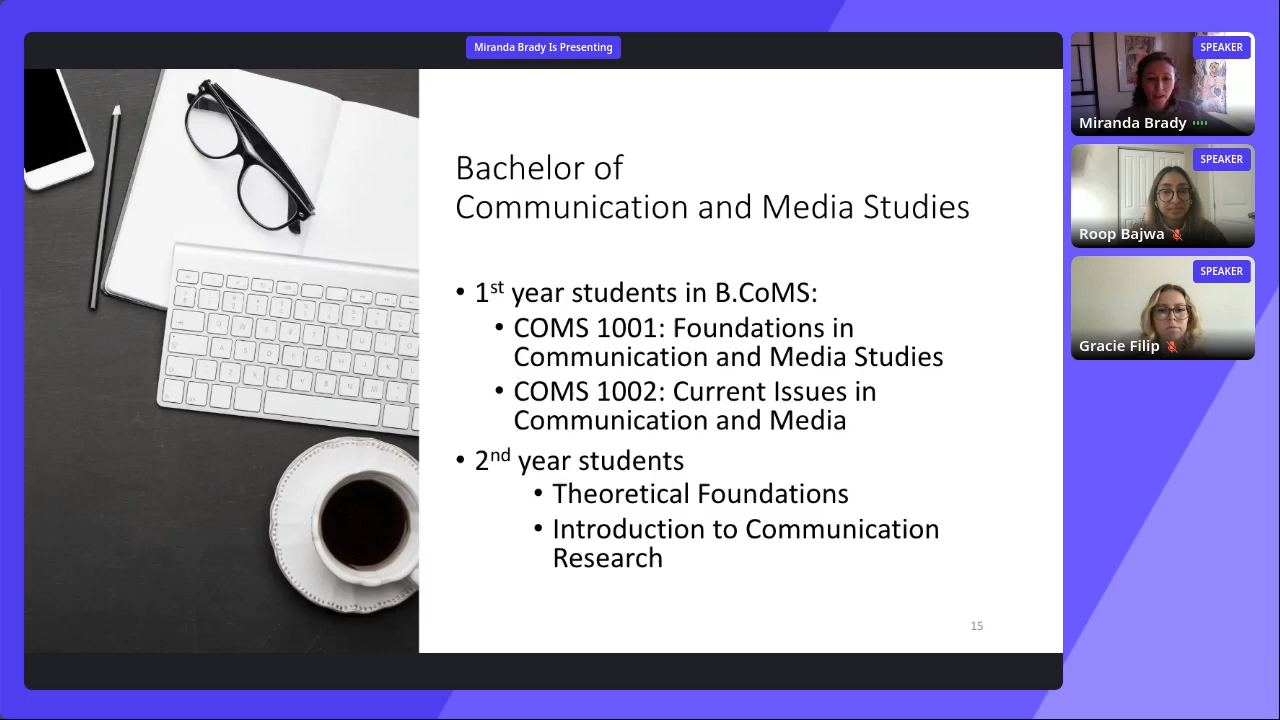 Miranda Brady Is Presenting
Bachelor of
Communication and Media Studies
• 1st year students in B.CoMS:
• COMS 1001: Foundations in
Communication and Media Studies
• COMS 1002: Current Issues in
Communication and Media
• 2nd year students
• Theoretical Foundations
• Introduction to Communication
Research
15
SPEAKER
Miranda Brady
SPEAKER
Roop Bajwa
SPEAKER
Gracie Filip